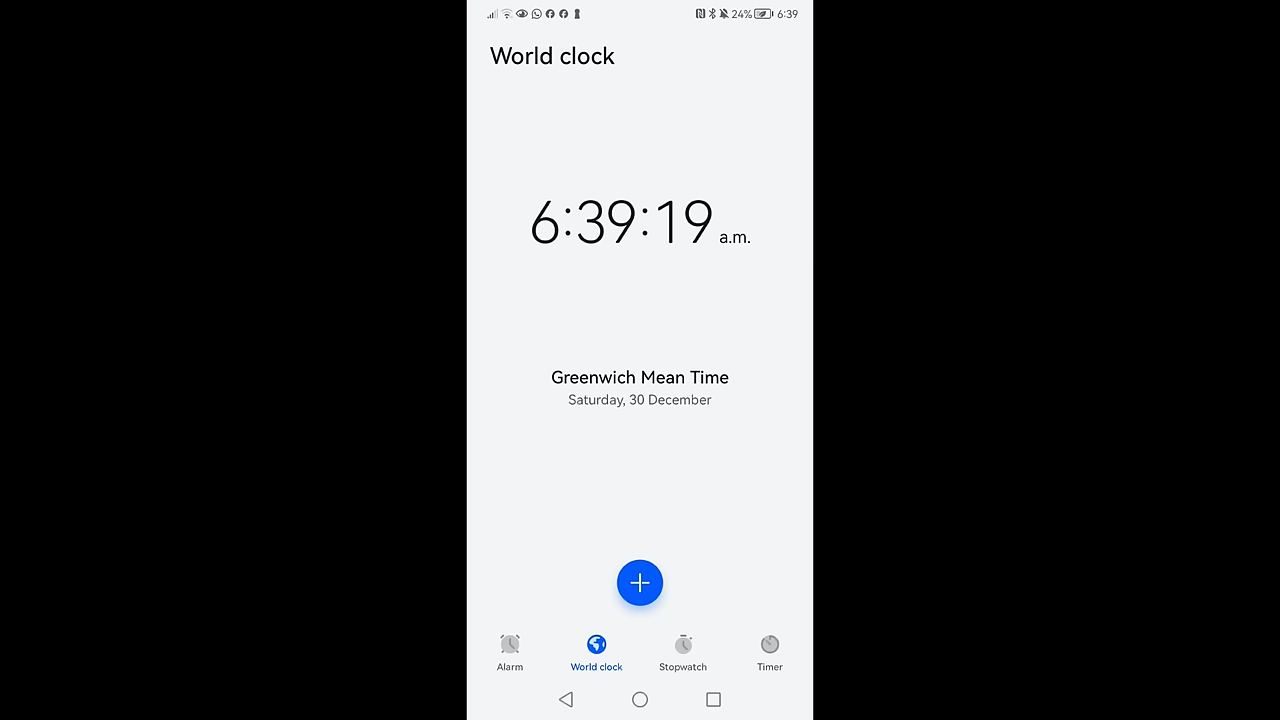 24% 6:39
World clock
6:39:19 a.m.
Greenwich Mean Time
Saturday, 30 December
Alarm World clock Stopwatch Timer